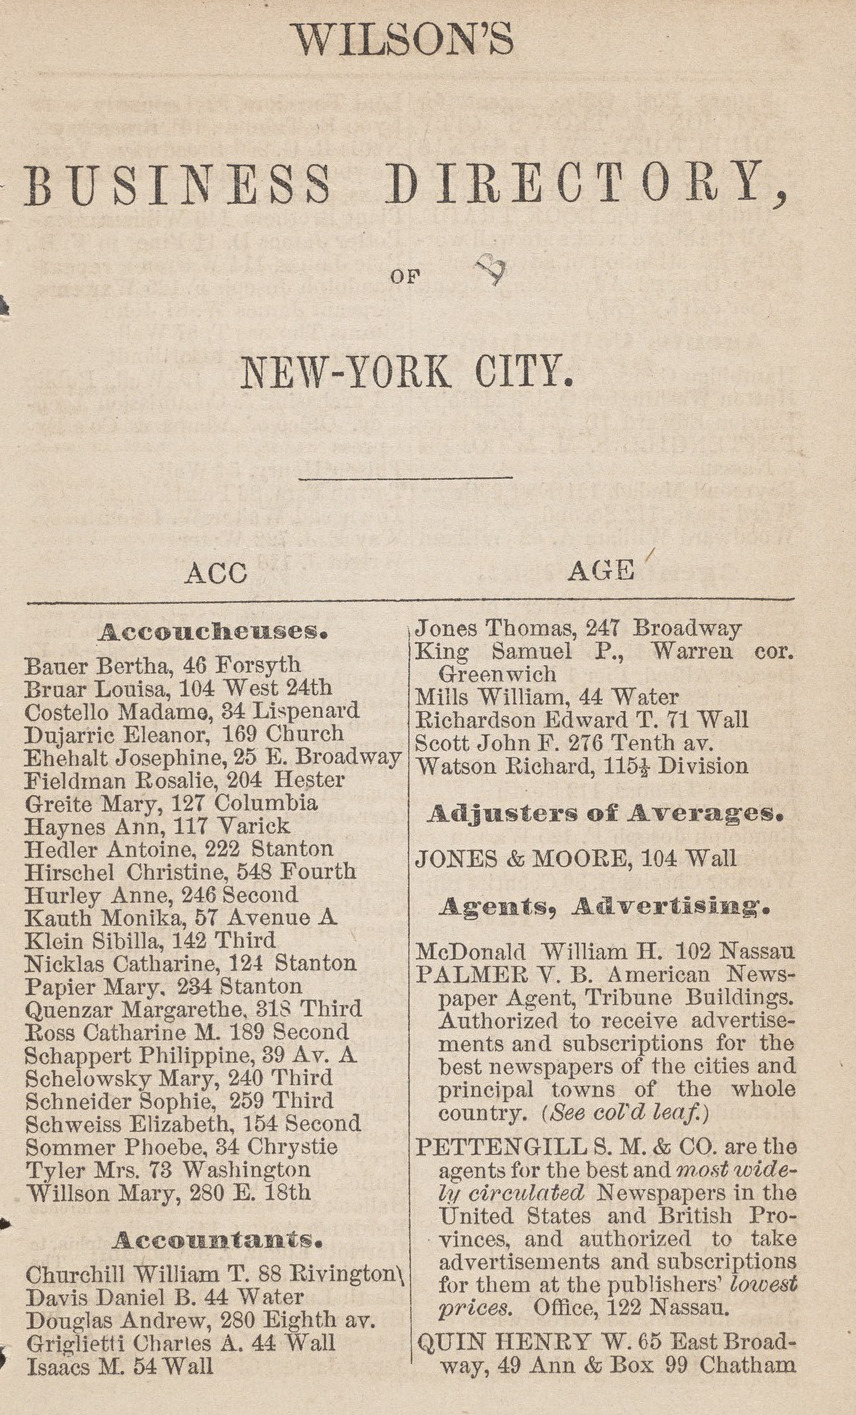 WILSON'S
BUSINESS DIRECTORY,
OF
NEW-YORK CITY.
ACC
AGE
Accoucheuses.
Bauer Bertha, 46 Forsyth
Bruar Louisa, 104 West 24th
Costello Madame, 34 Lispenard
Dujarric Eleanor, 169 Church
Ehehalt Josephine, 25 E. Broadway
Fieldman Rosalie, 204 Hester
Greite Mary, 127 Columbia
Haynes Ann, 117 Varick
Hedler Antoine, 222 Stanton
Hirschel Christine, 548 Fourth
Hurley Anne, 246 Second
Kauth Monika, 57 Avenue A
Klein Sibilla, 142 Third
Nicklas Catharine, 124 Stanton
Papier Mary. 234 Stanton
Quenzar Margarethe, 318 Third
Ross Catharine M. 189 Second
Schappert Philippine, 39 Av. A
Schelowsky Mary, 240 Third
Schneider Sophie, 259 Third
Schweiss Elizabeth, 154 Second
Sommer Phoebe, 34 Chrystie
Tyler Mrs. 73 Washington
Willson Mary, 280 E. 18th
Accountants.
Churchill William T. 88 Rivington
Davis Daniel B. 44 Water
Douglas Andrew, 280 Eighth av.
Griglietti Charles A. 44 Wall
Isaacs M. 54 Wall
Jones Thomas, 247 Broadway
King Samuel P., Warren cor.
Greenwich
Mills William, 44 Water
Richardson Edward T. 71 Wall
Scott John F. 276 Tenth av.
Watson Richard, 115½ Division
Adjusters of Averages.
JONES & MOORE, 104 Wall
Agents, Advertising.
McDonald William H. 102 Nassau
PALMER V. B. American News-
paper Agent, Tribune Buildings.
Authorized to receive advertise-
ments and subscriptions for the
best newspapers of the cities and
principal towns of the whole
country. (See col'd leaf.)
PETTENGILL S. M. & CO. are the
agents for the best and most wide-
ly circulated Newspapers in the
United States and British Pro-
vinces, and authorized to take
advertisements and subscriptions
for them at the publishers' lowest
prices. Office, 122 Nassau.
QUIN HENRY W. 65 East Broad-
way, 49 Ann & Box 99 Chatham